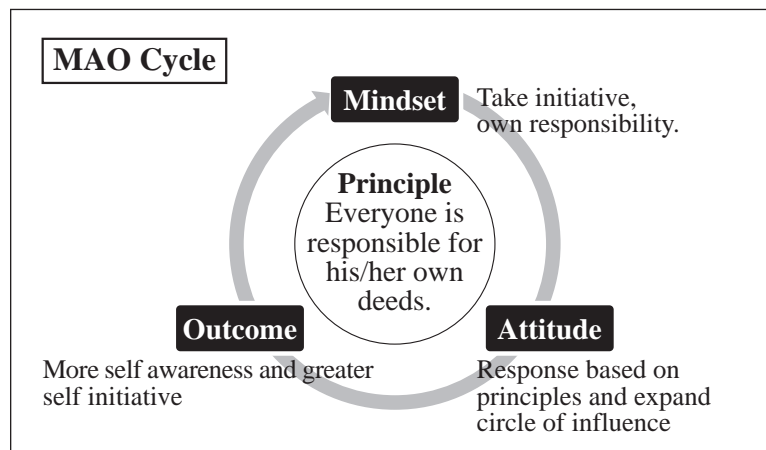 MAO Cycle
Mindset
Take initiative,
own responsibility.
Principle
Everyone is
responsible for
his/her own
deeds.
Outcome
More self awareness and greater
self initiative
Attitude
Response based on
principles and expand
circle of influence